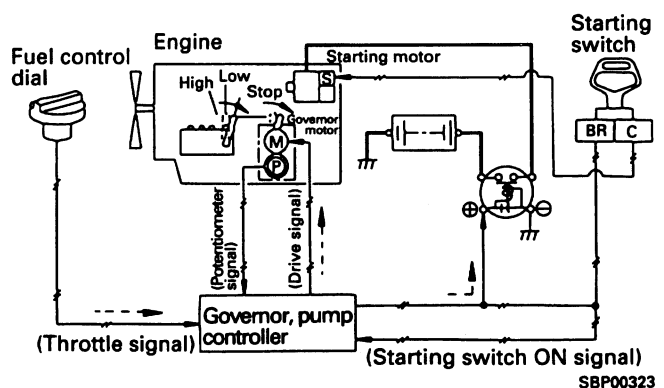 Fuel control
dial
Engine
Starting
switch
Starting motor
High
Low
Stop
S
Governor
motor
M
P
BR
C
⊕
⊖
(Potentiometer
signal)
(Drive signal)
Governor, pump
controller
(Throttle signal)
(Starting switch ON signal)
SBP00323